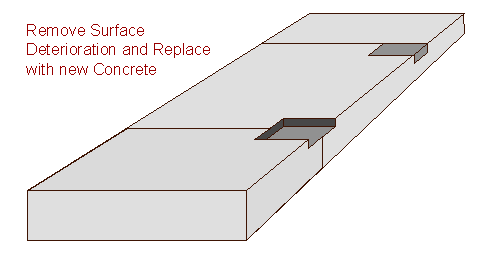 Remove Surface
Deterioration and Replace
with new Concrete